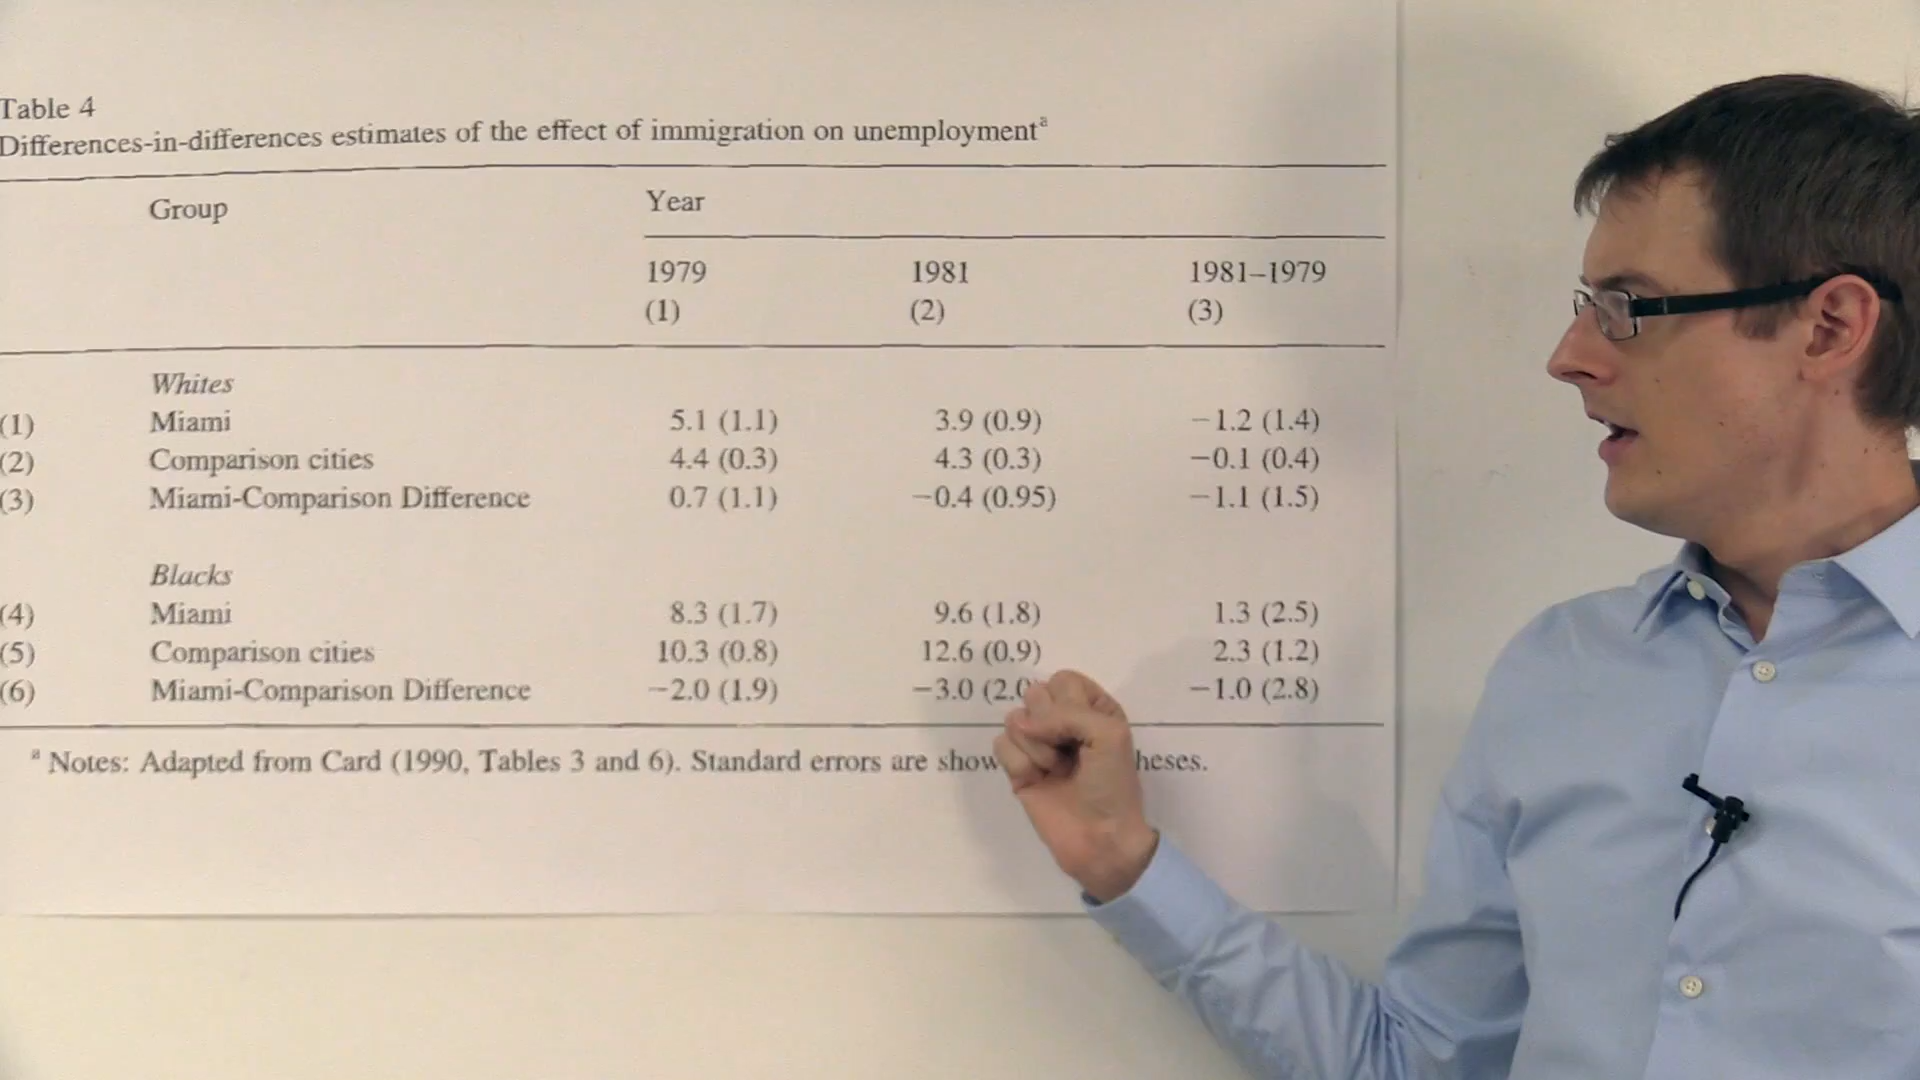 Table 4
Differences-in-differences estimates of the effect of immigration on unemploymentª
Group Year
1979 1981 1981–1979
(1) (2) (3)
Whites
(1) Miami 5.1 (1.1) 3.9 (0.9) −1.2 (1.4)
(2) Comparison cities 4.4 (0.3) 4.3 (0.3) −0.1 (0.4)
(3) Miami-Comparison Difference 0.7 (1.1) −0.4 (0.95) −1.1 (1.5)
Blacks
(4) Miami 8.3 (1.7) 9.6 (1.8) 1.3 (2.5)
(5) Comparison cities 10.3 (0.8) 12.6 (0.9) 2.3 (1.2)
(6) Miami-Comparison Difference −2.0 (1.9) −3.0 (2.0 −1.0 (2.8)
ª Notes: Adapted from Card (1990, Tables 3 and 6). Standard errors are